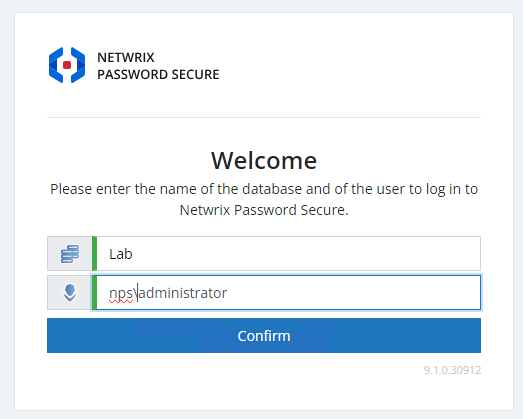 NETWRIX
PASSWORD SECURE
Welcome
Please enter the name of the database and of the user to log in to
Netwrix Password Secure.
Lab
nps\administrator
Confirm
9.1.0.30912